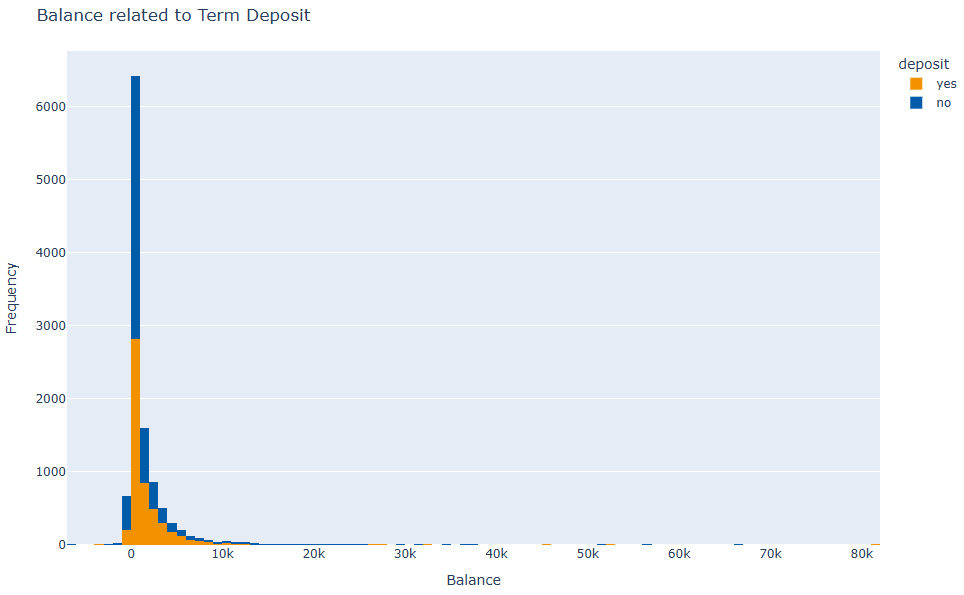 Balance related to Term Deposit
deposit
yes
no
6000
5000
4000
3000
2000
1000
0
Frequency
0 10k 20k 30k 40k 50k 60k 70k 80k
Balance